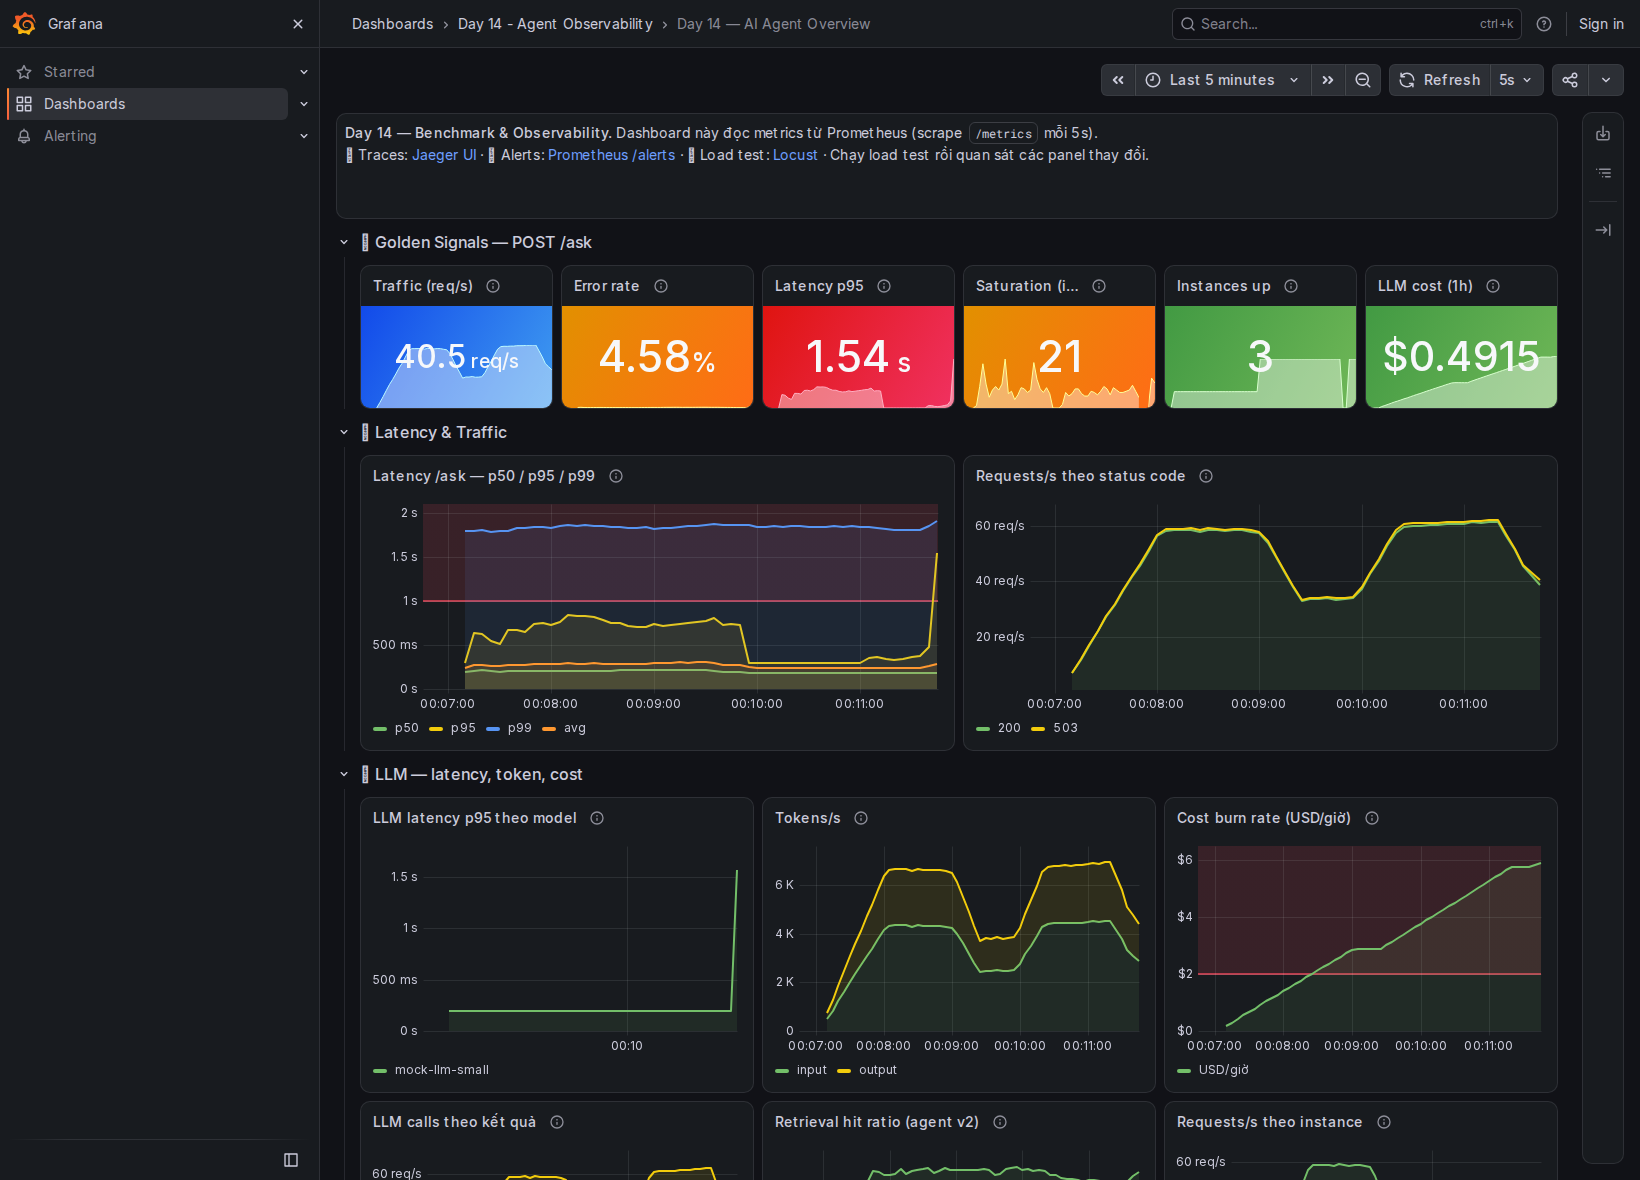 Grafana
Dashboards › Day 14 - Agent Observability › Day 14 — AI Agent Overview
Search...
ctrl+k
Sign in
Starred
Dashboards
Alerting
Last 5 minutes
Refresh
5s
Day 14 — Benchmark & Observability. Dashboard này đọc metrics từ Prometheus (scrape /metrics mỗi 5s).
Traces: Jaeger UI · Alerts: Prometheus /alerts · Load test: Locust · Chạy load test rồi quan sát các panel thay đổi.
Golden Signals — POST /ask
Traffic (req/s)
40.5 req/s
Error rate
4.58%
Latency p95
1.54 s
Saturation (i...
21
Instances up
3
LLM cost (1h)
$0.4915
Latency & Traffic
Latency /ask — p50 / p95 / p99
2 s
1.5 s
1 s
500 ms
0 s
00:07:00 00:08:00 00:09:00 00:10:00 00:11:00
p50 p95 p99 avg
Requests/s theo status code
60 req/s
40 req/s
20 req/s
00:07:00 00:08:00 00:09:00 00:10:00 00:11:00
200 503
LLM — latency, token, cost
LLM latency p95 theo model
1.5 s
1 s
500 ms
0 s
00:10
mock-llm-small
Tokens/s
6 K
4 K
2 K
0
00:07:00 00:08:00 00:09:00 00:10:00 00:11:00
input output
Cost burn rate (USD/giờ)
$6
$4
$2
$0
00:07:00 00:08:00 00:09:00 00:10:00 00:11:00
USD/giờ
LLM calls theo kết quả
60 req/s
Retrieval hit ratio (agent v2)
Requests/s theo instance
60 req/s